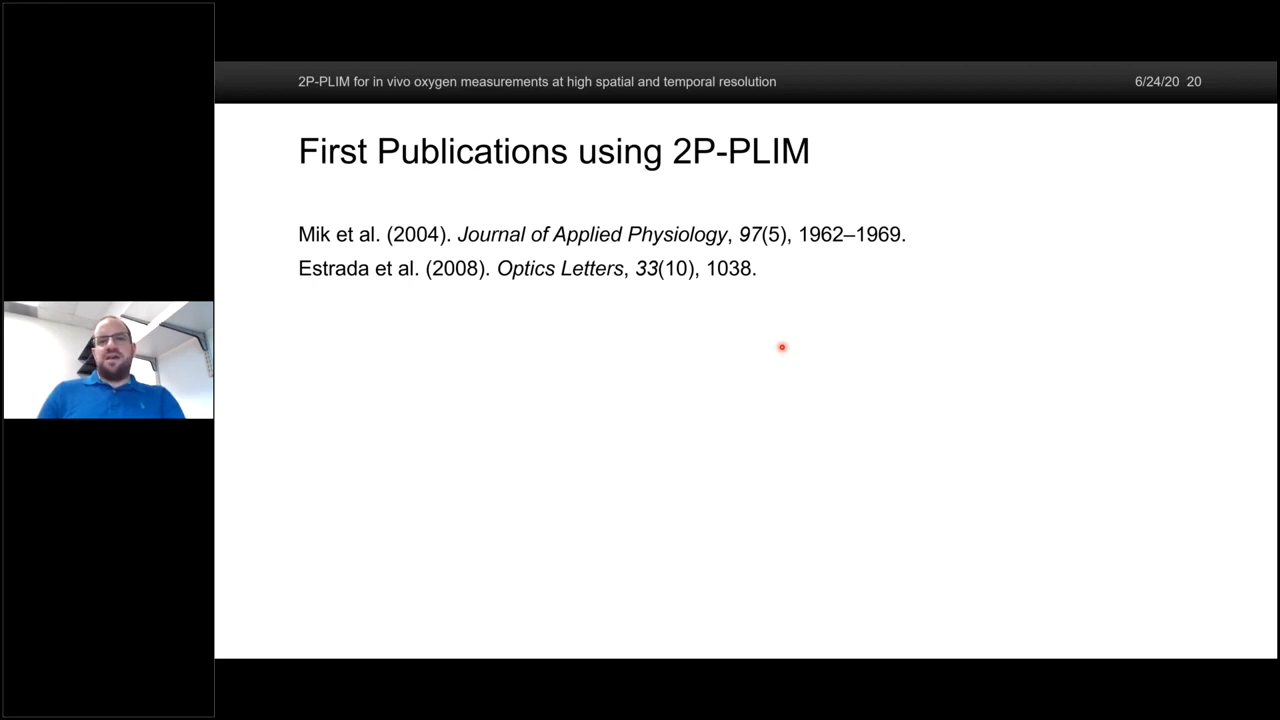 2P-PLIM for in vivo oxygen measurements at high spatial and temporal resolution 6/24/20 20
First Publications using 2P-PLIM
Mik et al. (2004). Journal of Applied Physiology, 97(5), 1962–1969.
Estrada et al. (2008). Optics Letters, 33(10), 1038.